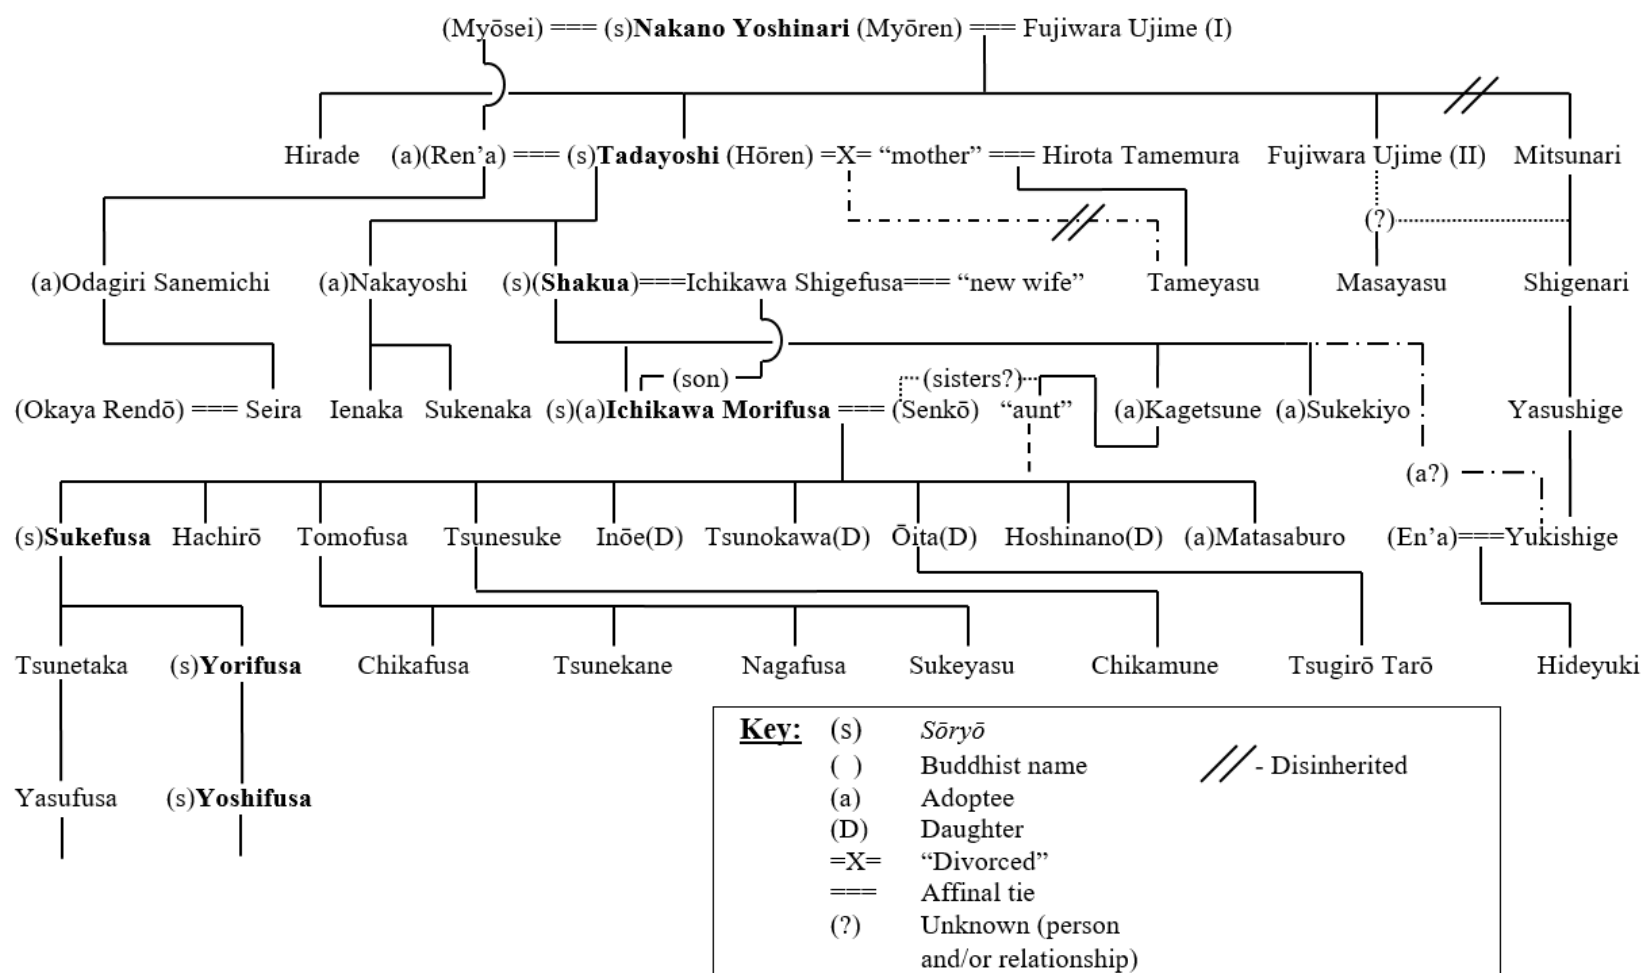 (Myōsei) === (s)Nakano Yoshinari (Myōren) === Fujiwara Ujime (I)
Hirade (a)(Ren’a) === (s)Tadayoshi (Hōren) =X= “mother” === Hirota Tamemura Fujiwara Ujime (II) Mitsunari
(?)
(a)Odagiri Sanemichi (a)Nakayoshi (s)(Shakua)===Ichikawa Shigefusa=== “new wife” Tameyasu Masayasu Shigenari
(son) (sisters?)
(Okaya Rendō) === Seira Ienaka Sukenaka (s)(a)Ichikawa Morifusa === (Senkō) “aunt” (a)Kagetsune (a)Sukekiyo Yasushige
(a?)
(s)Sukefusa Hachirō Tomofusa Tsunesuke Inōe(D) Tsunokawa(D) Ōita(D) Hoshinano(D) (a)Matasaburo (En’a)===Yukishige
Tsunetaka (s)Yorifusa Chikafusa Tsunekane Nagafusa Sukeyasu Chikamune Tsugirō Tarō Hideyuki
Yasufusa (s)Yoshifusa
Key: (s) Sōryō
( ) Buddhist name // - Disinherited
(a) Adoptee
(D) Daughter
=X= “Divorced”
=== Affinal tie
(?) Unknown (person
and/or relationship)